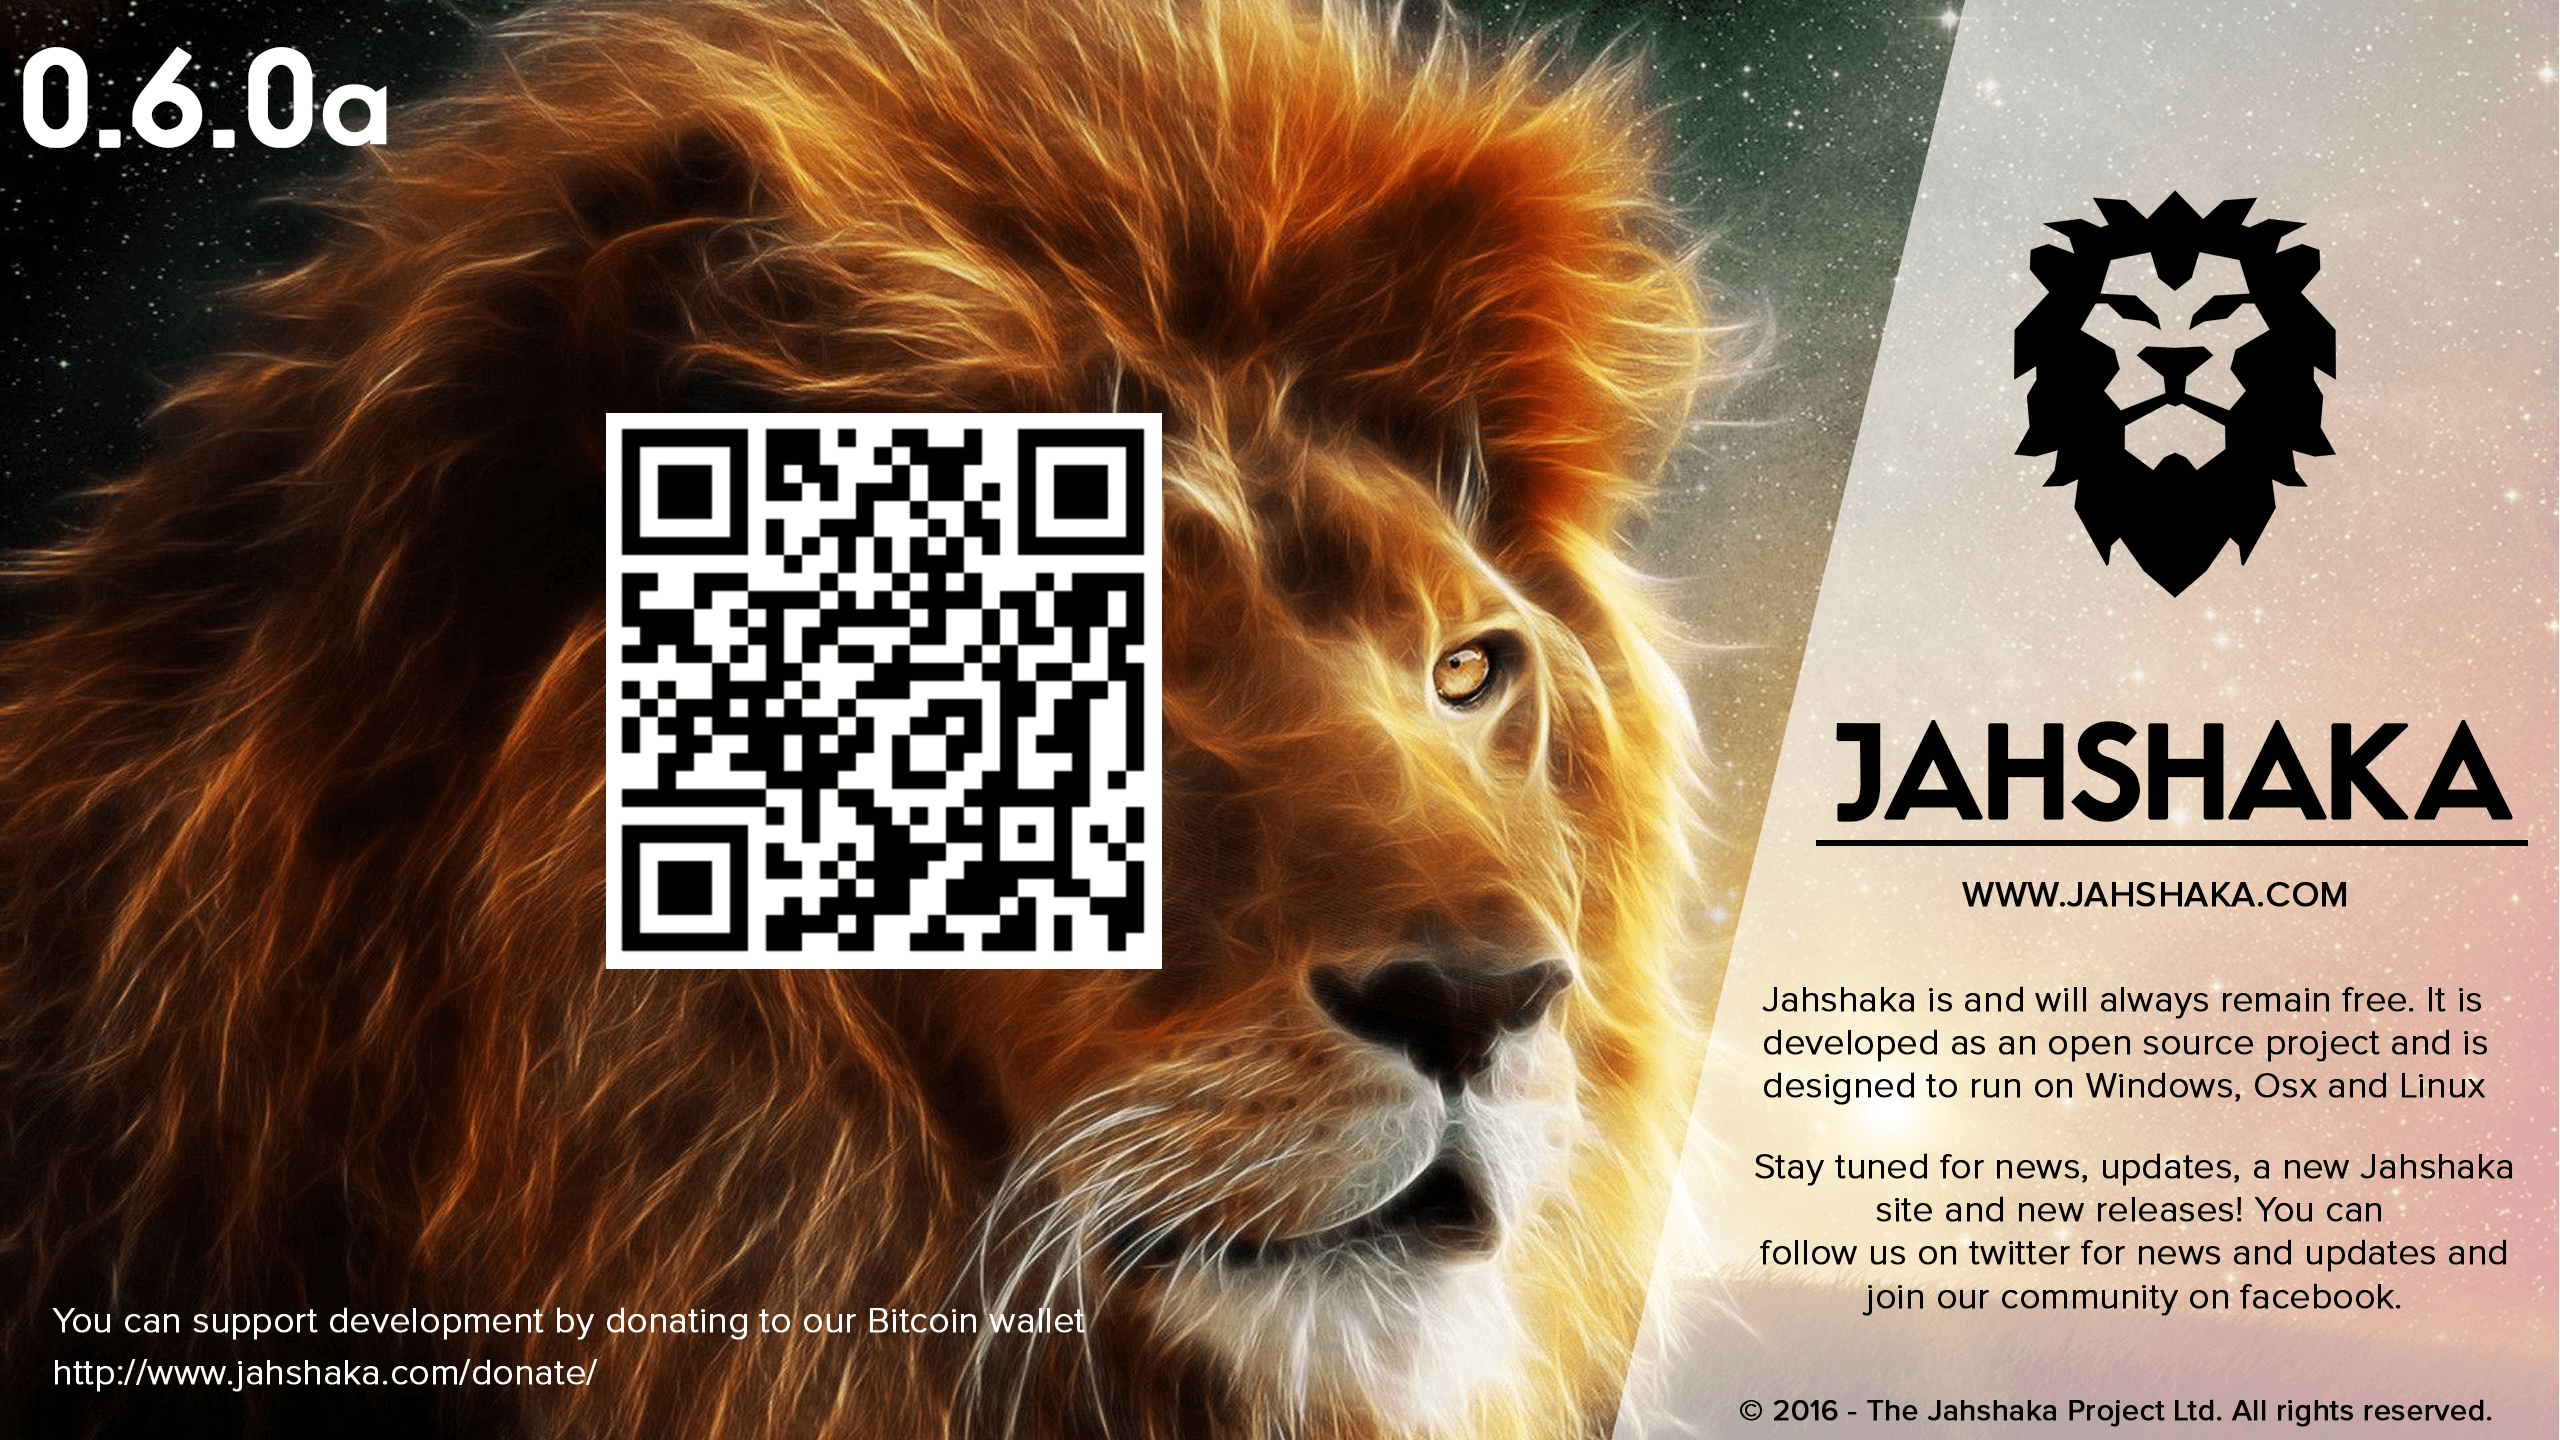 0.6.0a
JAHSHAKA
WWW.JAHSHAKA.COM
Jahshaka is and will always remain free. It is
developed as an open source project and is
designed to run on Windows, Osx and Linux
Stay tuned for news, updates, a new Jahshaka
site and new releases! You can
follow us on twitter for news and updates and
join our community on facebook.
You can support development by donating to our Bitcoin wallet
http://www.jahshaka.com/donate/
© 2016 - The Jahshaka Project Ltd. All rights reserved.